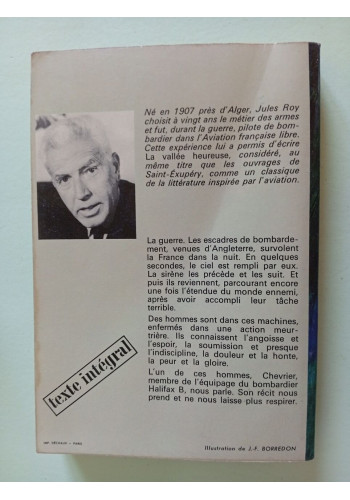 Né en 1907 près d'Alger, Jules Roy
choisit à vingt ans le métier des armes
et fut, durant la guerre, pilote de bom-
bardier dans l'Aviation française libre.
Cette expérience lui a permis d'écrire
La vallée heureuse, considéré, au
même titre que les ouvrages de
Saint-Exupéry, comme un classique
de la littérature inspirée par l'aviation.
La guerre. Les escadres de bombarde-
ment, venues d'Angleterre, survolent
la France dans la nuit. En quelques
secondes, le ciel est rempli par eux.
La sirène les précède et les suit. Et
puis ils reviennent, parcourant encore
une fois l'étendue du monde ennemi,
après avoir accompli leur tâche
terrible.
Des hommes sont dans ces machines,
enfermés dans une action meur-
trière. Ils connaissent l'angoisse et
l'espoir, la soumission et presque
l'indiscipline, la douleur et la honte,
la peur et la gloire.
L'un de ces hommes, Chevrier,
membre de l'équipage du bombardier
Halifax B, nous parle. Son récit nous
prend et ne nous laisse plus respirer.
texte intégral
Illustration de J.-F. BORREDON